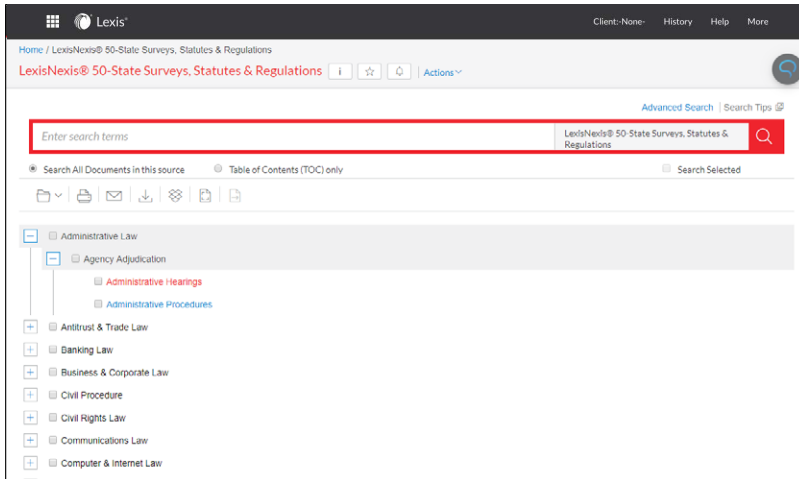 Lexis®
Client:-None- History Help More
Home / LexisNexis® 50-State Surveys, Statutes & Regulations
LexisNexis® 50-State Surveys, Statutes & Regulations i Actions
Advanced Search | Search Tips
Enter search terms
LexisNexis® 50-State Surveys, Statutes &
Regulations
Search All Documents in this source Table of Contents (TOC) only Search Selected
Administrative Law
Agency Adjudication
Administrative Hearings
Administrative Procedures
Antitrust & Trade Law
Banking Law
Business & Corporate Law
Civil Procedure
Civil Rights Law
Communications Law
Computer & Internet Law